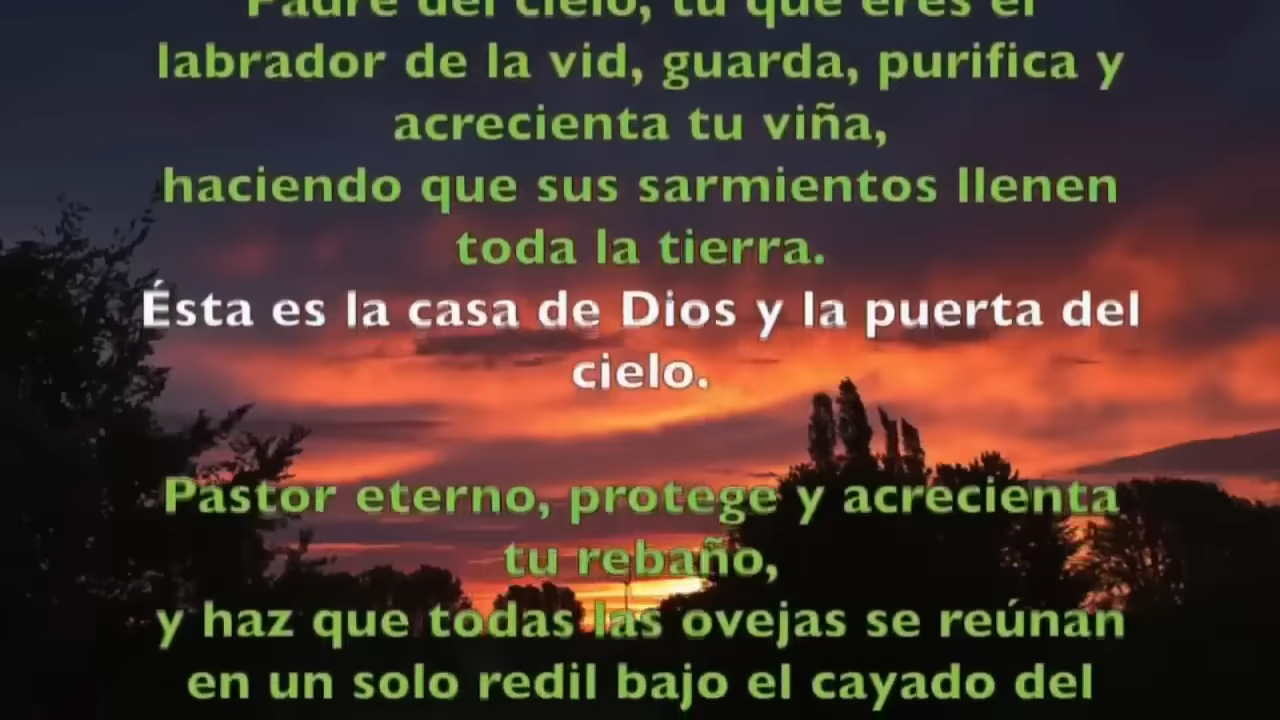 Padre del cielo, tú que eres el
labrador de la vid, guarda, purifica y
acrecienta tu viña,
haciendo que sus sarmientos llenen
toda la tierra.
Ésta es la casa de Dios y la puerta del
cielo.
Pastor eterno, protege y acrecienta
tu rebaño,
y haz que todas las ovejas se reúnan
en un solo redil bajo el cayado del